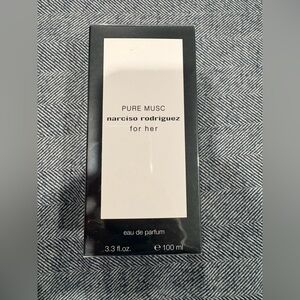 PURE MUSC
narciso rodriguez
for her
eau de parfum
3.3 fl.oz. ℮ 100 ml